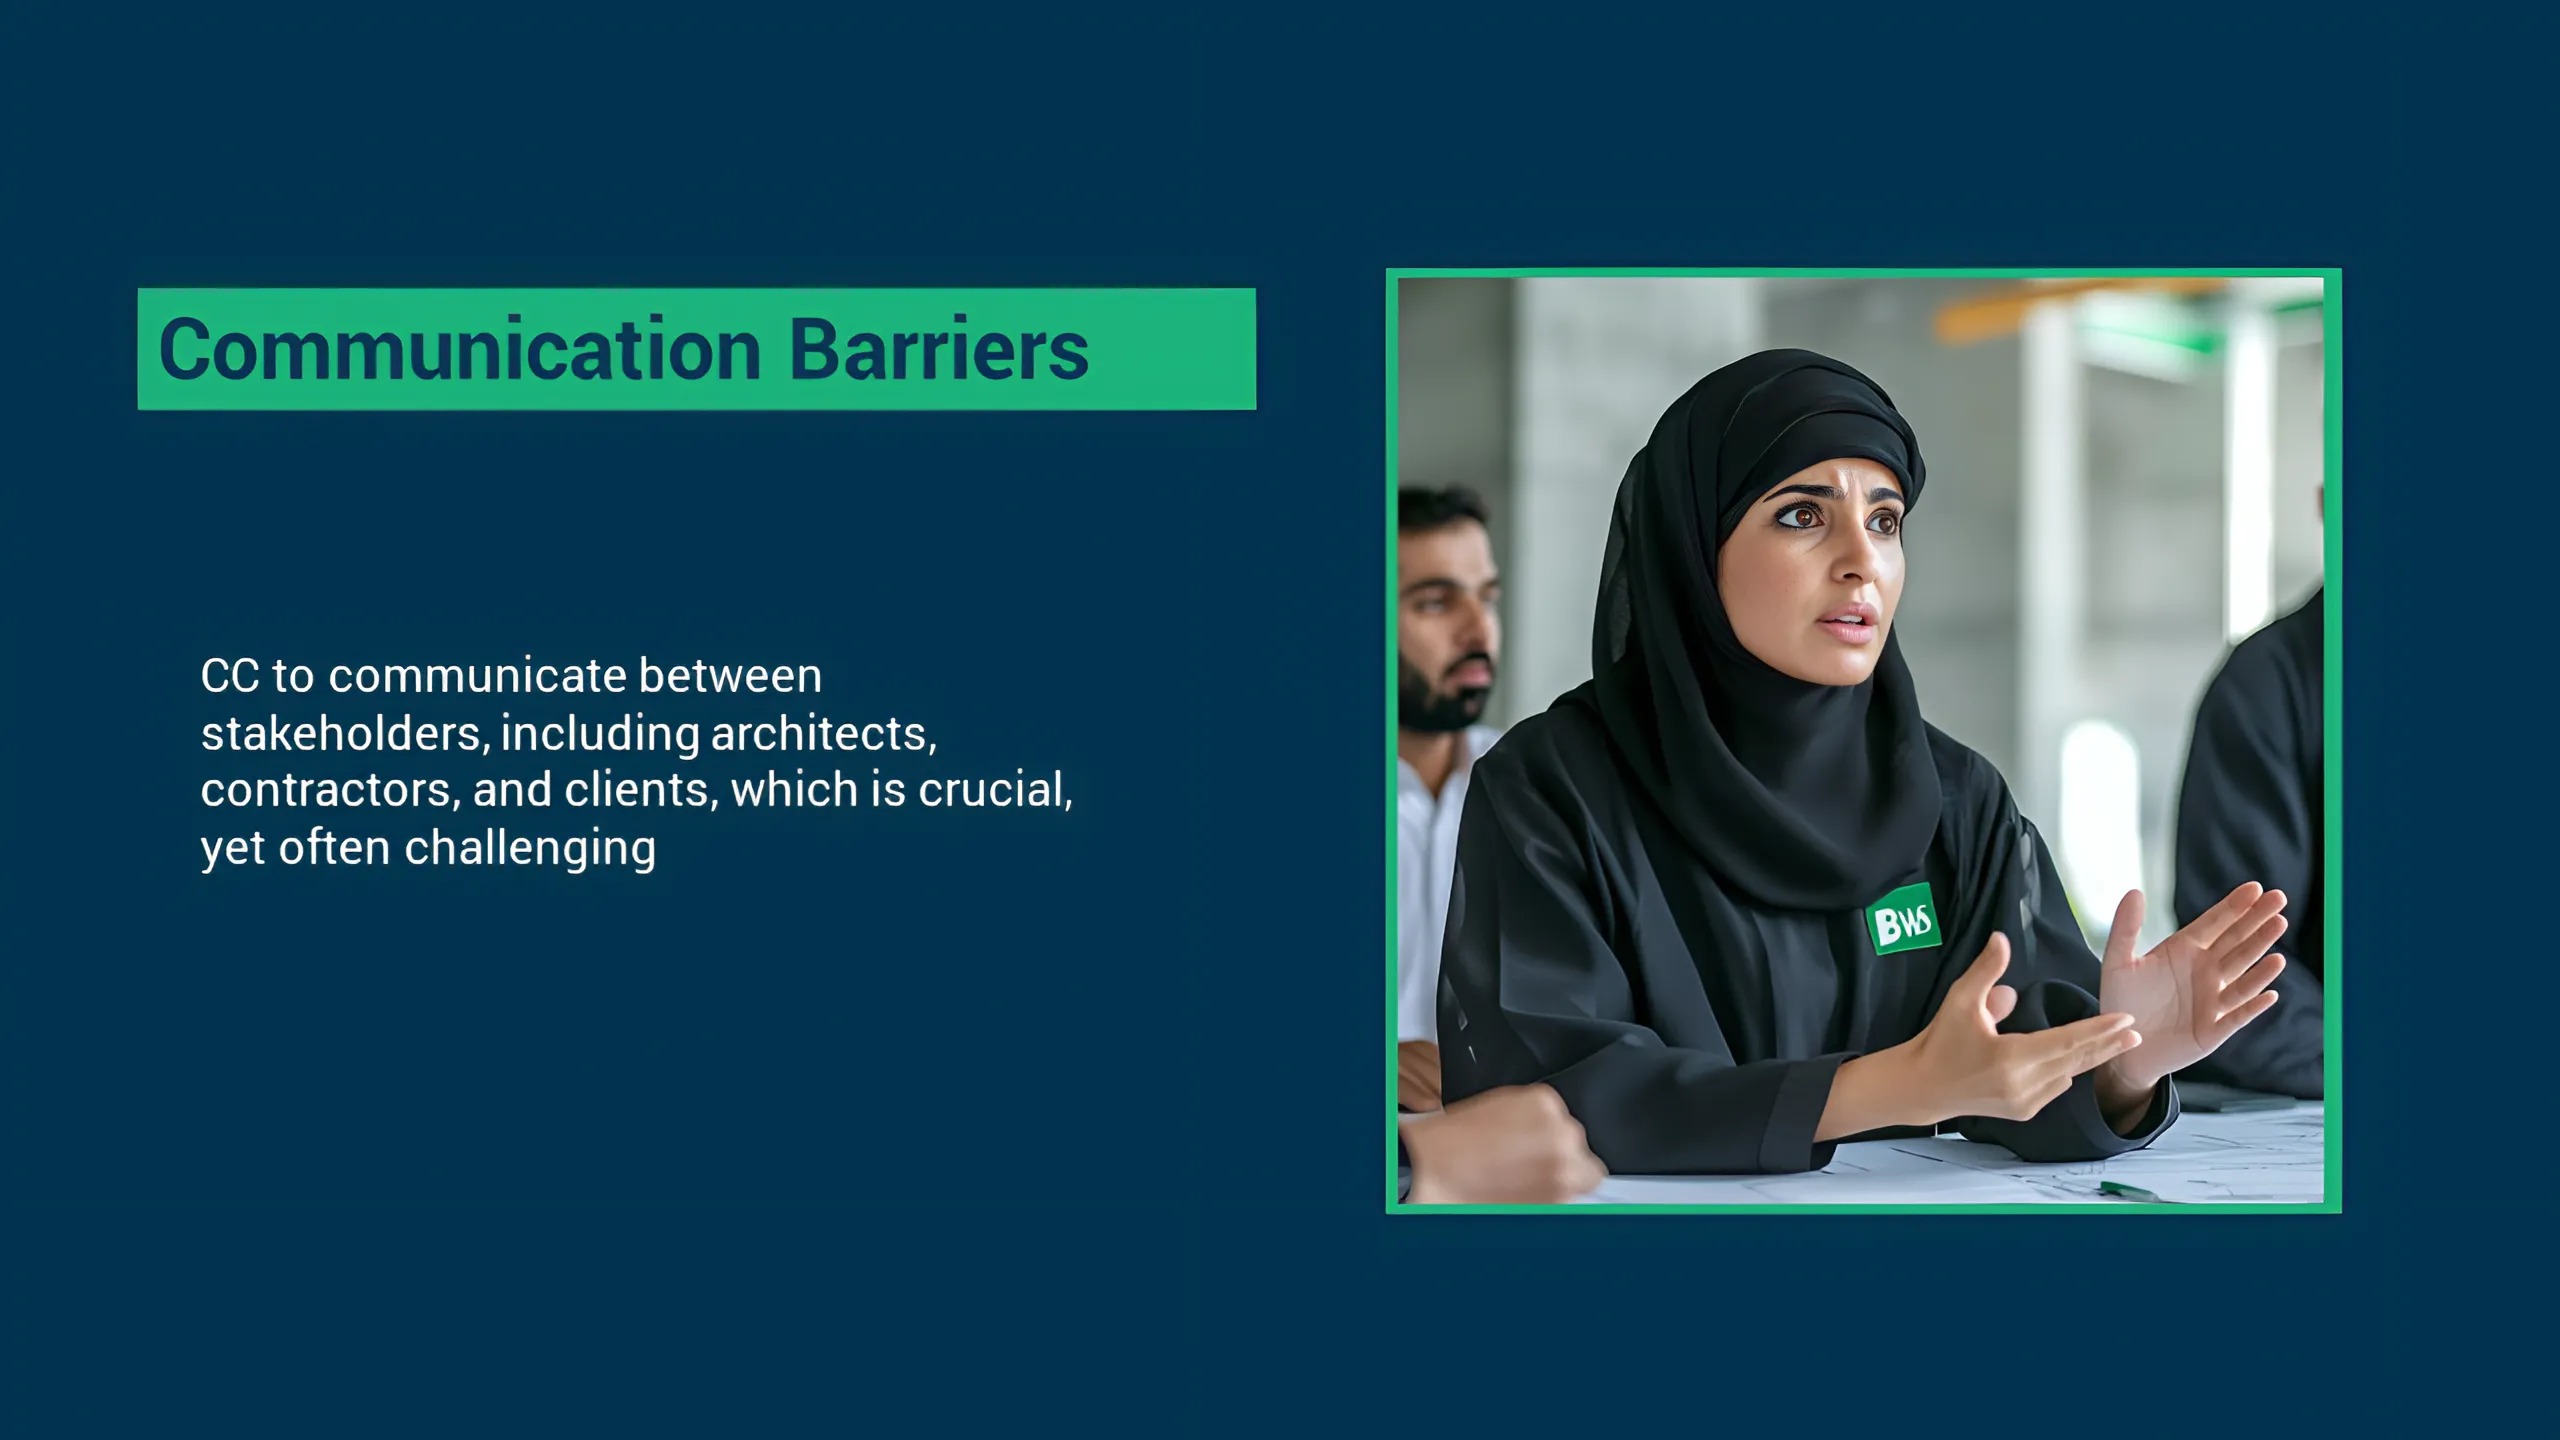 Communication Barriers
CC to communicate between
stakeholders, including architects,
contractors, and clients, which is crucial,
yet often challenging
BWS